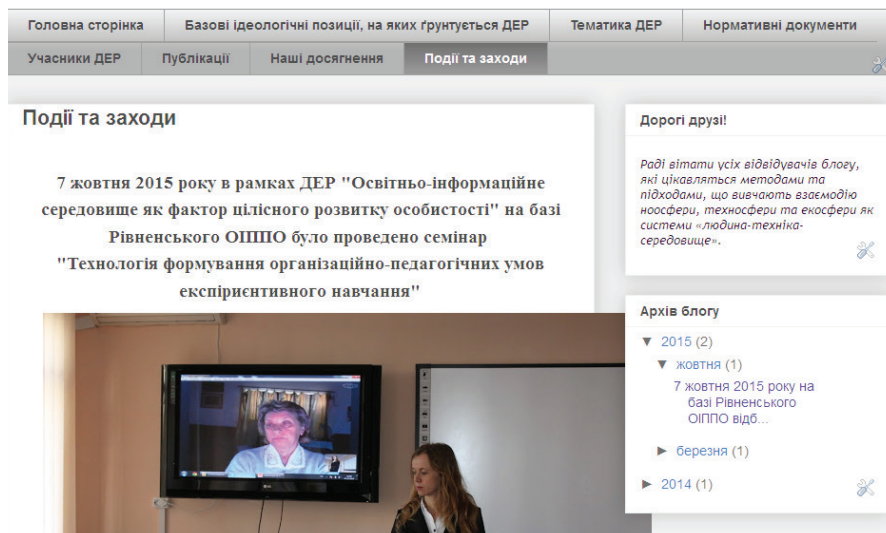 Головна сторінка
Базові ідеологічні позиції, на яких ґрунтується ДЕР
Тематика ДЕР
Нормативні документи
Учасники ДЕР
Публікації
Наші досягнення
Події та заходи
Події та заходи
7 жовтня 2015 року в рамках ДЕР "Освітньо-інформаційне
середовище як фактор цілісного розвитку особистості" на базі
Рівненського ОІППО було проведено семінар
"Технологія формування організаційно-педагогічних умов
експірієнтивного навчання"
Дорогі друзі!
Раді вітати усіх відвідувачів блогу,
які цікавляться методами та
підходами, що вивчають взаємодію
ноосфери, техносфери та екосфери як
системи «людина-техніка-
середовище».
Архів блогу
▼ 2015 (2)
▼ жовтня (1)
7 жовтня 2015 року на
базі Рівненського
ОІППО відб...
► березня (1)
► 2014 (1)